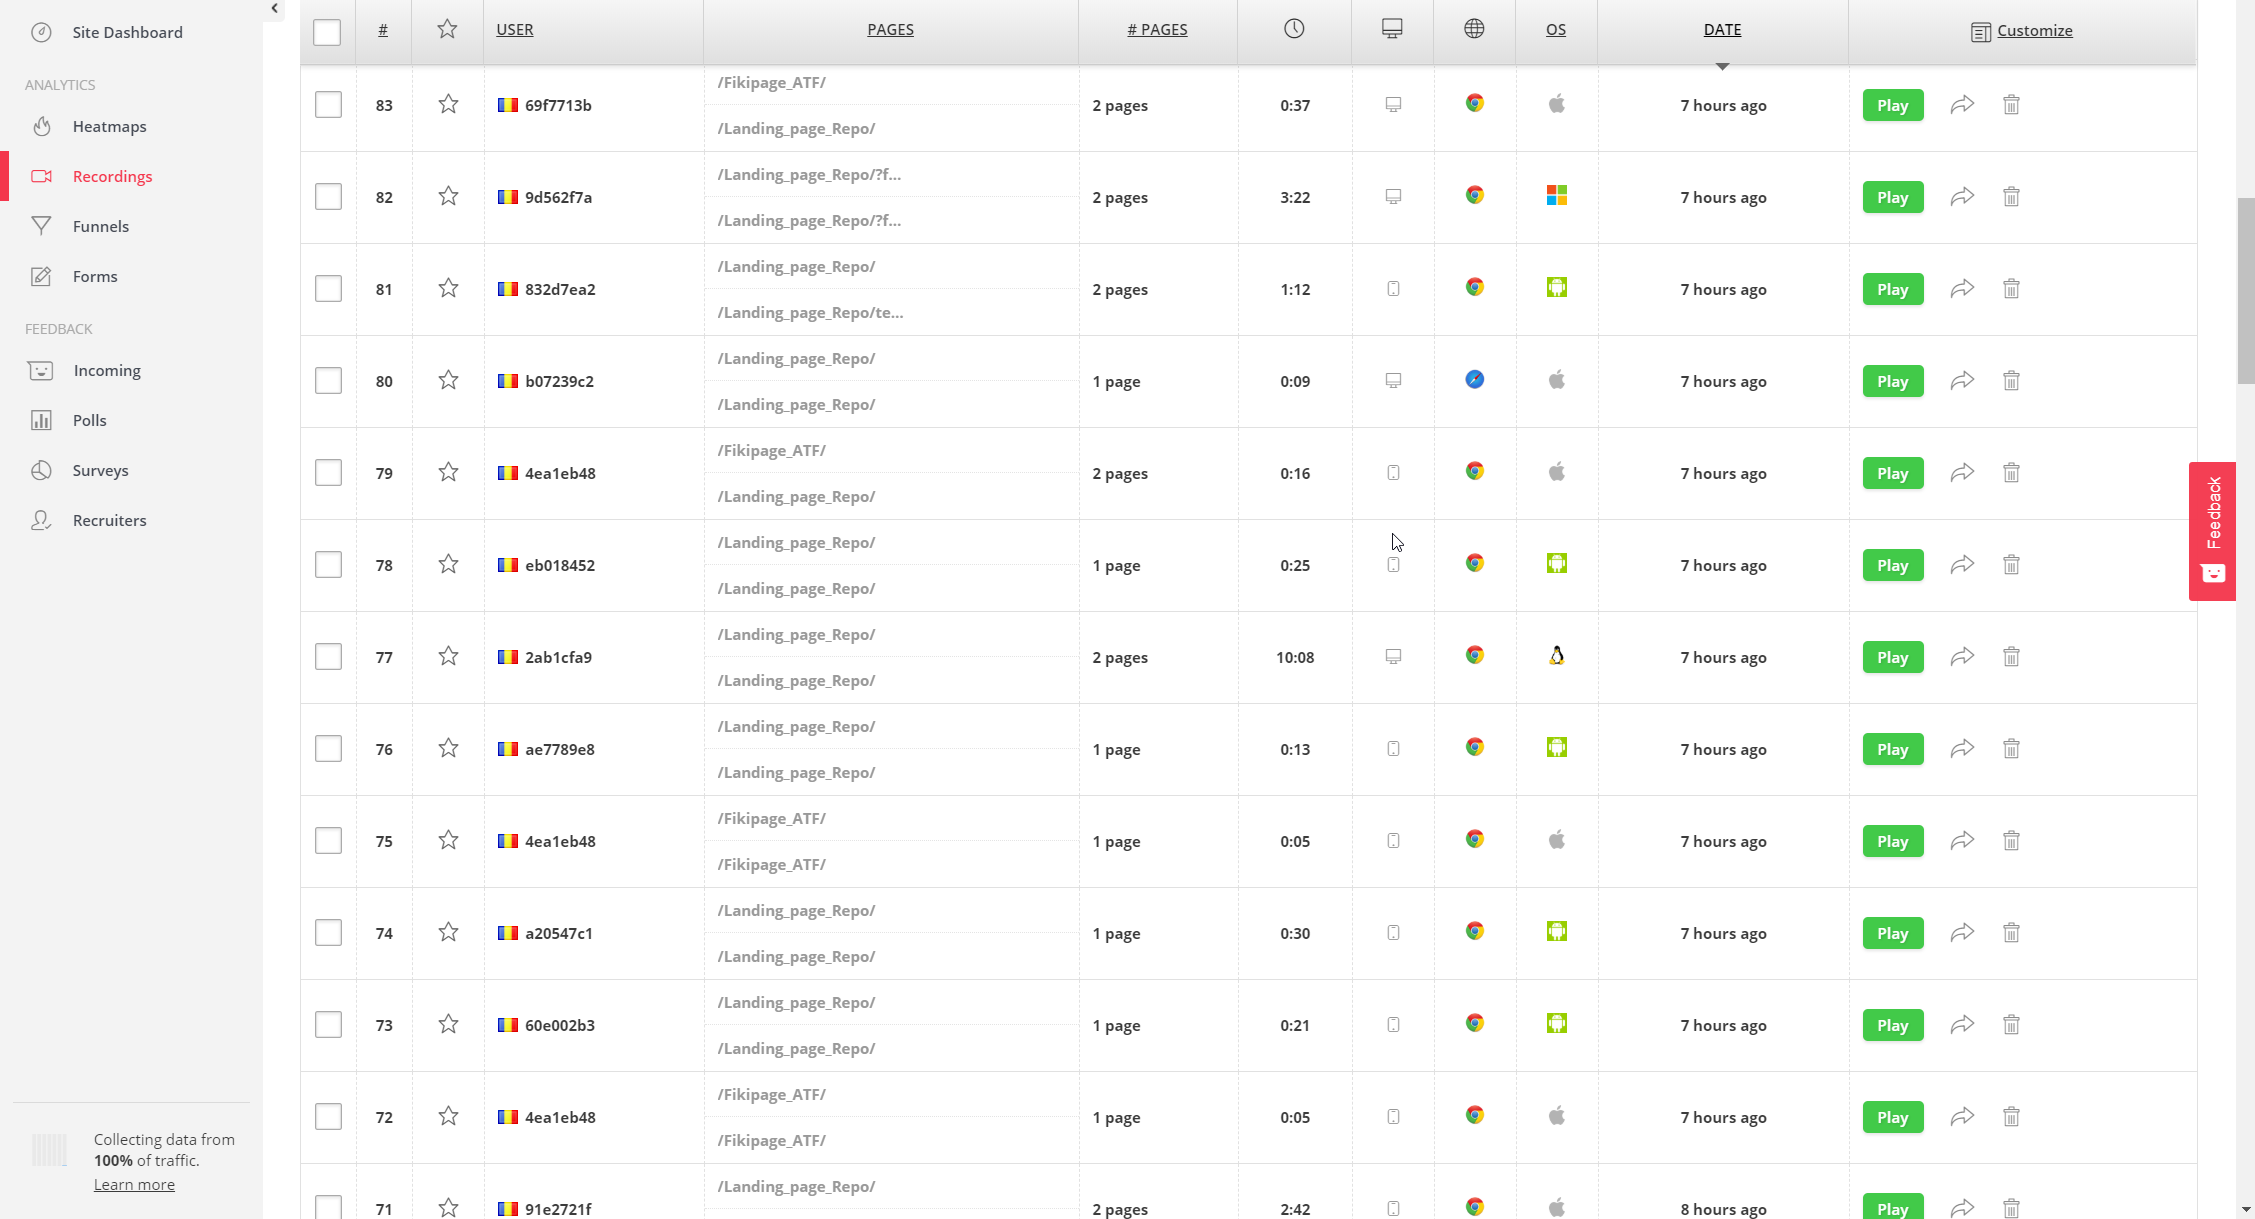 Site Dashboard
ANALYTICS
Heatmaps
Recordings
Funnels
Forms
FEEDBACK
Incoming
Polls
Surveys
Recruiters
Collecting data from
100% of traffic.
Learn more
# USER PAGES # PAGES OS DATE Customize
/Fikipage_ATF/
83 69f7713b 2 pages 0:37 7 hours ago Play
/Landing_page_Repo/
/Landing_page_Repo/?f...
82 9d562f7a 2 pages 3:22 7 hours ago Play
/Landing_page_Repo/?f...
/Landing_page_Repo/
81 832d7ea2 2 pages 1:12 7 hours ago Play
/Landing_page_Repo/te...
/Landing_page_Repo/
80 b07239c2 1 page 0:09 7 hours ago Play
/Landing_page_Repo/
/Fikipage_ATF/
79 4ea1eb48 2 pages 0:16 7 hours ago Play
/Landing_page_Repo/
/Landing_page_Repo/
78 eb018452 1 page 0:25 7 hours ago Play
/Landing_page_Repo/
/Landing_page_Repo/
77 2ab1cfa9 2 pages 10:08 7 hours ago Play
/Landing_page_Repo/
/Landing_page_Repo/
76 ae7789e8 1 page 0:13 7 hours ago Play
/Landing_page_Repo/
/Fikipage_ATF/
75 4ea1eb48 1 page 0:05 7 hours ago Play
/Fikipage_ATF/
/Landing_page_Repo/
74 a20547c1 1 page 0:30 7 hours ago Play
/Landing_page_Repo/
/Landing_page_Repo/
73 60e002b3 1 page 0:21 7 hours ago Play
/Landing_page_Repo/
/Fikipage_ATF/
72 4ea1eb48 1 page 0:05 7 hours ago Play
/Fikipage_ATF/
/Landing_page_Repo/
71 91e2721f 2 pages 2:42 8 hours ago Play
Feedback